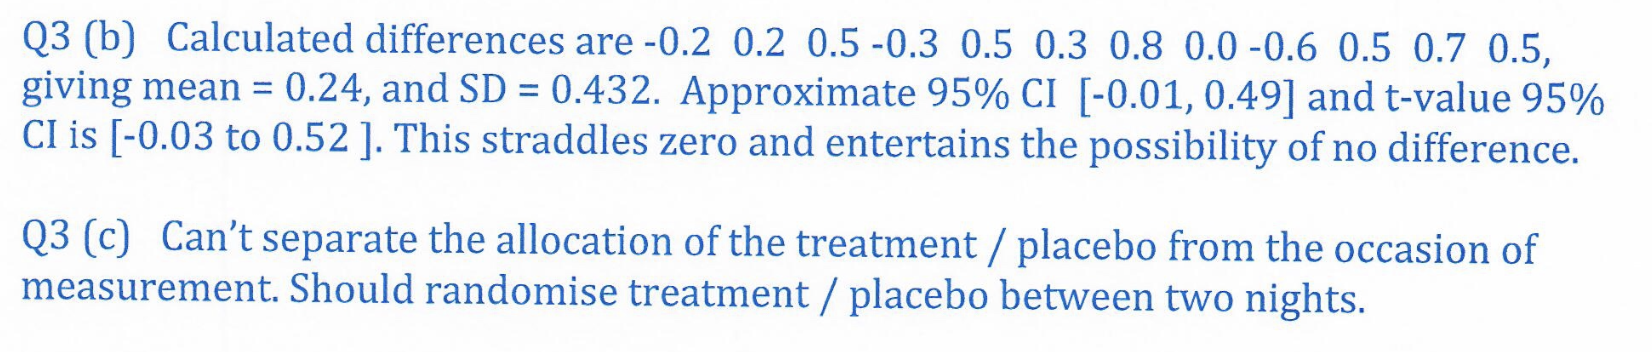 Q3 (b) Calculated differences are -0.2 0.2 0.5 -0.3 0.5 0.3 0.8 0.0 -0.6 0.5 0.7 0.5,
giving mean = 0.24, and SD = 0.432. Approximate 95% CI [-0.01, 0.49] and t-value 95%
CI is [-0.03 to 0.52 ]. This straddles zero and entertains the possibility of no difference.
Q3 (c) Can't separate the allocation of the treatment / placebo from the occasion of
measurement. Should randomise treatment / placebo between two nights.